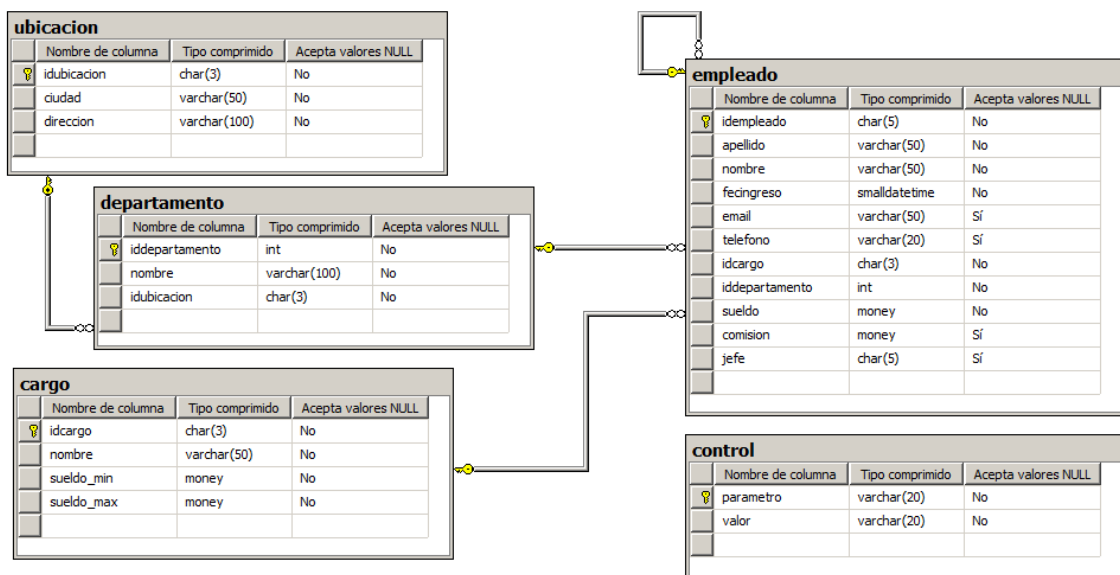 ubicacion
Nombre de columna Tipo comprimido Acepta valores NULL
idubicacion char(3) No
ciudad varchar(50) No
direccion varchar(100) No
departamento
Nombre de columna Tipo comprimido Acepta valores NULL
iddepartamento int No
nombre varchar(100) No
idubicacion char(3) No
cargo
Nombre de columna Tipo comprimido Acepta valores NULL
idcargo char(3) No
nombre varchar(50) No
sueldo_min money No
sueldo_max money No
empleado
Nombre de columna Tipo comprimido Acepta valores NULL
idempleado char(5) No
apellido varchar(50) No
nombre varchar(50) No
fecingreso smalldatetime No
email varchar(50) Sí
telefono varchar(20) Sí
idcargo char(3) No
iddepartamento int No
sueldo money No
comision money Sí
jefe char(5) Sí
control
Nombre de columna Tipo comprimido Acepta valores NULL
parametro varchar(20) No
valor varchar(20) No